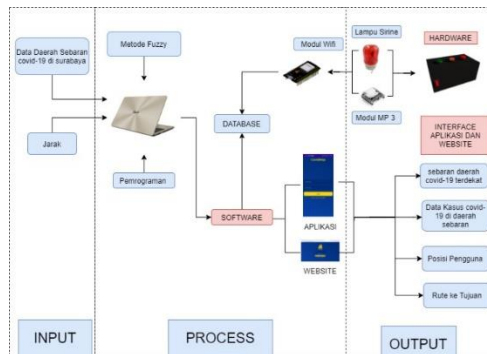 Data Daerah Sebaran
covid-19 di surabaya
Jarak
Metode Fuzzy
Pemrograman
Modul Wifi
DATABASE
SOFTWARE
Lampu Sirine
Modul MP 3
APLIKASI
WEBSITE
HARDWARE
INTERFACE
APLIKASI DAN
WEBSITE
sebaran daerah
covid-19 terdekat
Data Kasus covid-
19 di daerah
sebaran
Posisi Pengguna
Rute ke Tujuan
INPUT
PROCESS
OUTPUT